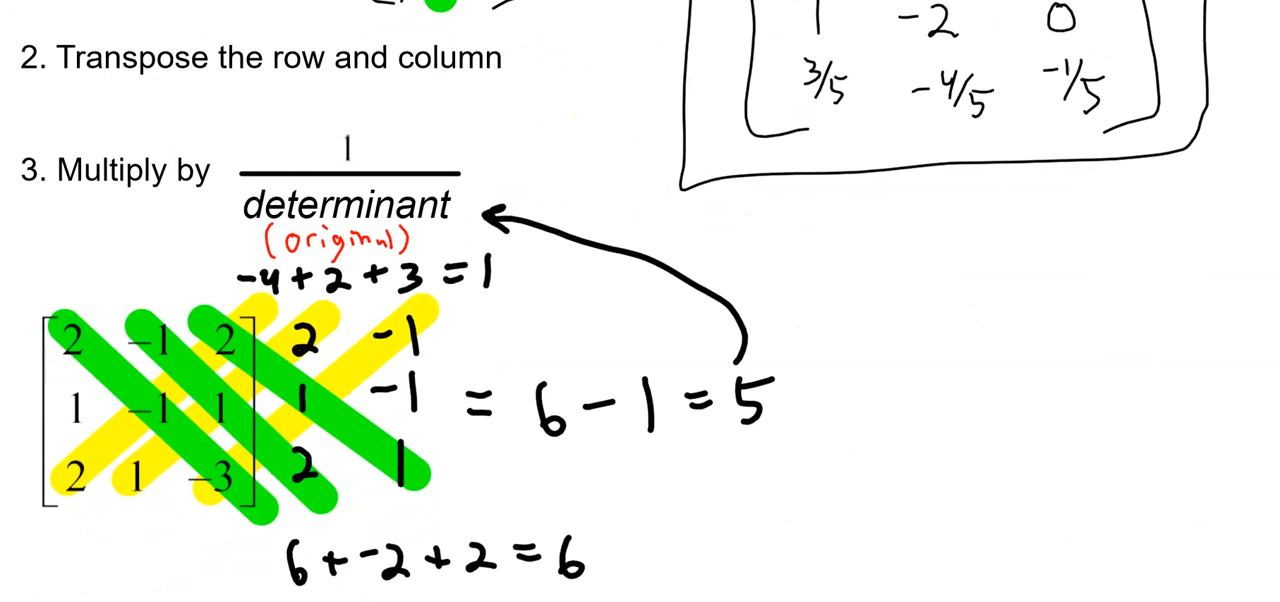 1 -2 0
2. Transpose the row and column
3/5 -4/5 -1/5
3. Multiply by 1
determinant
(original)
-4 + 2 + 3 = 1
2 -1 2 2 -1
1 -1 1 1 -1 = 6 - 1 = 5
2 1 -3 2 1
6 + -2 + 2 = 6